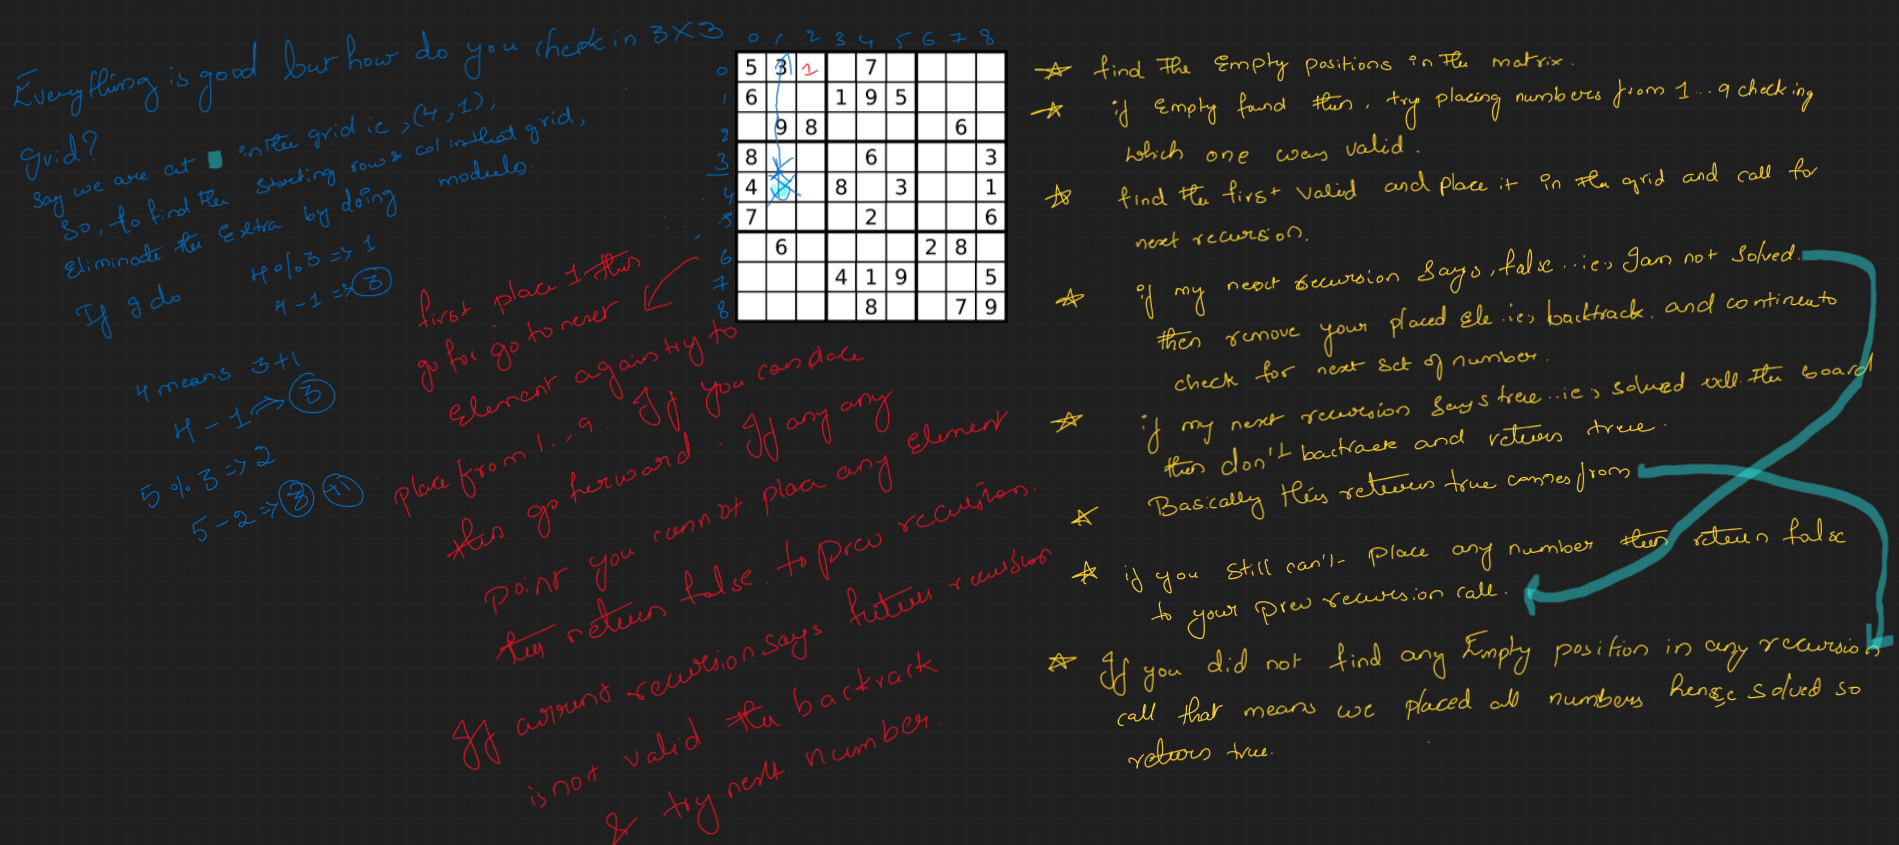 Everything is good but how do you check in 3X3
grid?
Say we are at in the grid ie.,(4,1).
So, to find the starting row & col in that grid,
Eliminate the Extra by doing modulo.
If I do 4%3 => 1
4-1 => 3
4 means 3+1
4-1 => 3
5%3 => 2
5-2 => 3 +1
first place 1 then
go for go to next
Element again try to
place from 1...9. If you can place
then go forward. If any any
point you cannot place any element
then return false. to prev recursion.
If current recursion says return recursion
is not valid then backtrack
& try next number.
0 1 2 3 4 5 6 7 8
0 5 3 1 7
1 6 1 9 5
2 9 8 6
3 8 6 3
4 4 8 3 1
5 7 2 6
6 6 2 8
7 4 1 9 5
8 8 7 9
find the Empty positions in the matrix.
if Empty found then, try placing numbers from 1...9 checking
which one was valid.
find the first valid and place it in the grid and call for
next recursion.
if my next recursion says, false ... ie., I am not solved.
then remove your placed Ele. ie., backtrack. and continue to
check for next set of number.
if my next recursion says true .. ie., solved all the board
then don't backtrack and return true.
Basically this return true comes from
if you still can't place any number then return false
to your prev recursion call.
If you did not find any Empty position in any recursion
call that means we placed all numbers hence solved so
return true.